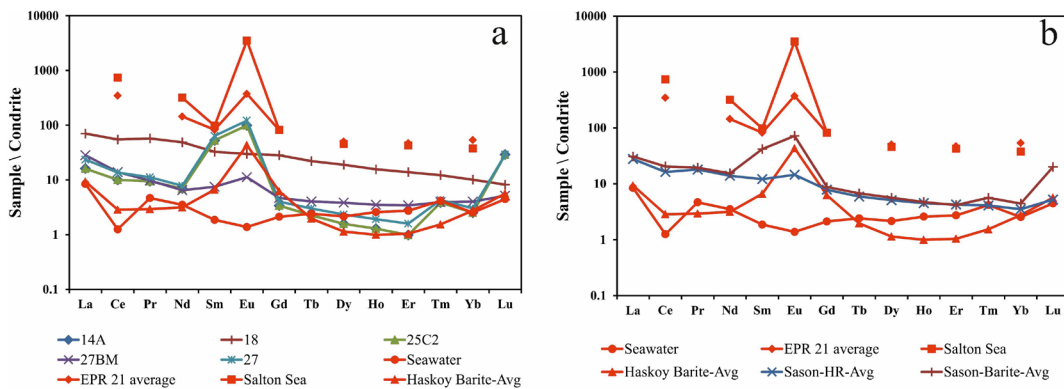 a
Sample \ Condrite
10000
1000
100
10
1
0.1
La Ce Pr Nd Sm Eu Gd Tb Dy Ho Er Tm Yb Lu
14A 18 25C2
27BM 27 Seawater
EPR 21 average Salton Sea Haskoy Barite-Avg
b
Sample \ Condrite
10000
1000
100
10
1
0.1
La Ce Pr Nd Sm Eu Gd Tb Dy Ho Er Tm Yb Lu
Seawater EPR 21 average Salton Sea
Haskoy Barite-Avg Sason-HR-Avg Sason-Barite-Avg